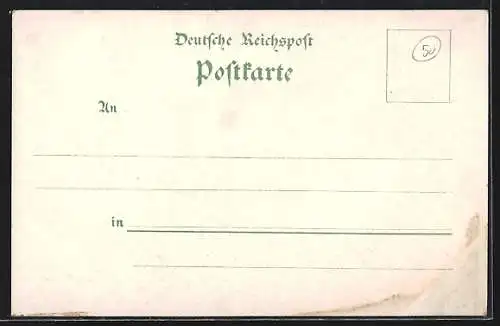 Deutsche Reichspost
50
Postkarte
An
in